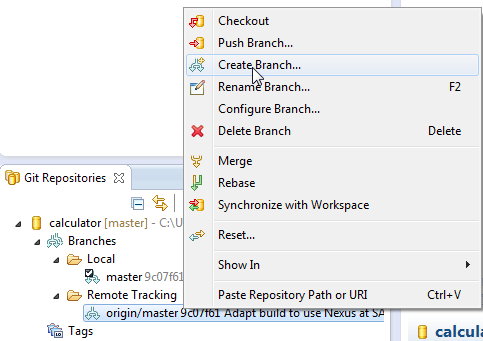 Checkout
Push Branch...
Create Branch...
Rename Branch... F2
Configure Branch...
Delete Branch Delete
Merge
Rebase
Synchronize with Workspace
Reset...
Show In
Paste Repository Path or URI Ctrl+V
Git Repositories
calculator [master] - C:\U
Branches
Local
master 9c07f61
Remote Tracking
origin/master 9c07f61 Adapt build to use Nexus at SA
Tags
calcula